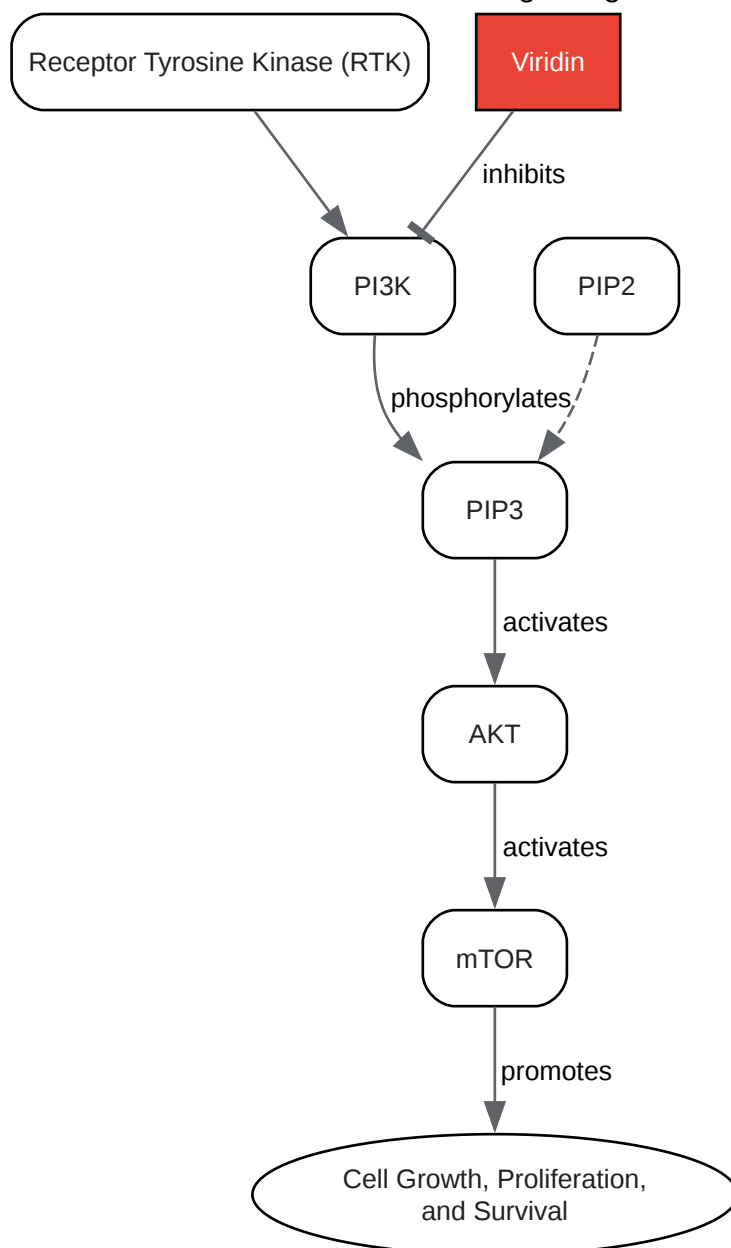 Receptor Tyrosine Kinase (RTK)
Viridin
inhibits
PI3K
PIP2
phosphorylates
PIP3
activates
AKT
activates
mTOR
promotes
Cell Growth, Proliferation,
and Survival